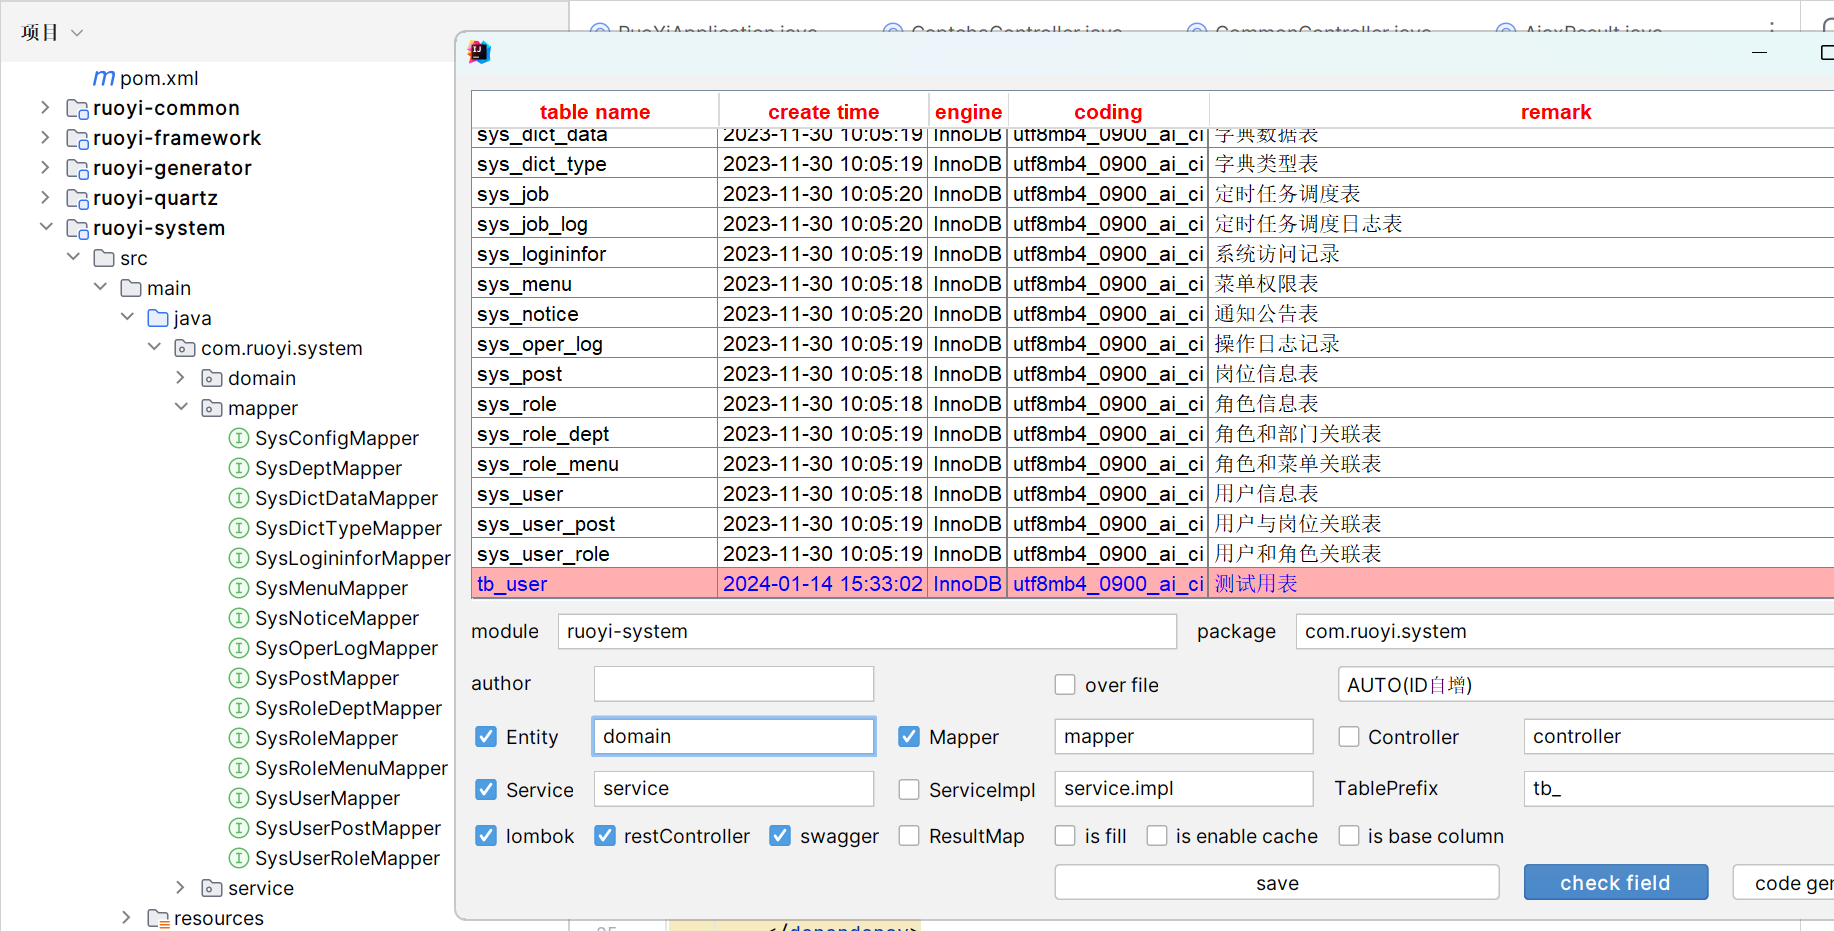 项目
RuoYiApplication.java
CaptchaController.java
CommonController.java
AjaxResult.java
pom.xml
ruoyi-common
ruoyi-framework
ruoyi-generator
ruoyi-quartz
ruoyi-system
src
main
java
com.ruoyi.system
domain
mapper
SysConfigMapper
SysDeptMapper
SysDictDataMapper
SysDictTypeMapper
SysLogininforMapper
SysMenuMapper
SysNoticeMapper
SysOperLogMapper
SysPostMapper
SysRoleDeptMapper
SysRoleMapper
SysRoleMenuMapper
SysUserMapper
SysUserPostMapper
SysUserRoleMapper
service
resources
table name create time engine coding remark
sys_dict_data 2023-11-30 10:05:19 InnoDB utf8mb4_0900_ai_ci 字典数据表
sys_dict_type 2023-11-30 10:05:19 InnoDB utf8mb4_0900_ai_ci 字典类型表
sys_job 2023-11-30 10:05:20 InnoDB utf8mb4_0900_ai_ci 定时任务调度表
sys_job_log 2023-11-30 10:05:20 InnoDB utf8mb4_0900_ai_ci 定时任务调度日志表
sys_logininfor 2023-11-30 10:05:19 InnoDB utf8mb4_0900_ai_ci 系统访问记录
sys_menu 2023-11-30 10:05:18 InnoDB utf8mb4_0900_ai_ci 菜单权限表
sys_notice 2023-11-30 10:05:20 InnoDB utf8mb4_0900_ai_ci 通知公告表
sys_oper_log 2023-11-30 10:05:19 InnoDB utf8mb4_0900_ai_ci 操作日志记录
sys_post 2023-11-30 10:05:18 InnoDB utf8mb4_0900_ai_ci 岗位信息表
sys_role 2023-11-30 10:05:18 InnoDB utf8mb4_0900_ai_ci 角色信息表
sys_role_dept 2023-11-30 10:05:19 InnoDB utf8mb4_0900_ai_ci 角色和部门关联表
sys_role_menu 2023-11-30 10:05:19 InnoDB utf8mb4_0900_ai_ci 角色和菜单关联表
sys_user 2023-11-30 10:05:18 InnoDB utf8mb4_0900_ai_ci 用户信息表
sys_user_post 2023-11-30 10:05:19 InnoDB utf8mb4_0900_ai_ci 用户与岗位关联表
sys_user_role 2023-11-30 10:05:19 InnoDB utf8mb4_0900_ai_ci 用户和角色关联表
tb_user 2024-01-14 15:33:02 InnoDB utf8mb4_0900_ai_ci 测试用表
module ruoyi-system package com.ruoyi.system
author over file AUTO(ID自增)
Entity domain Mapper mapper Controller controller
Service service ServiceImpl service.impl TablePrefix tb_
lombok restController swagger ResultMap is fill is enable cache is base column
save check field code ger
</dependency>